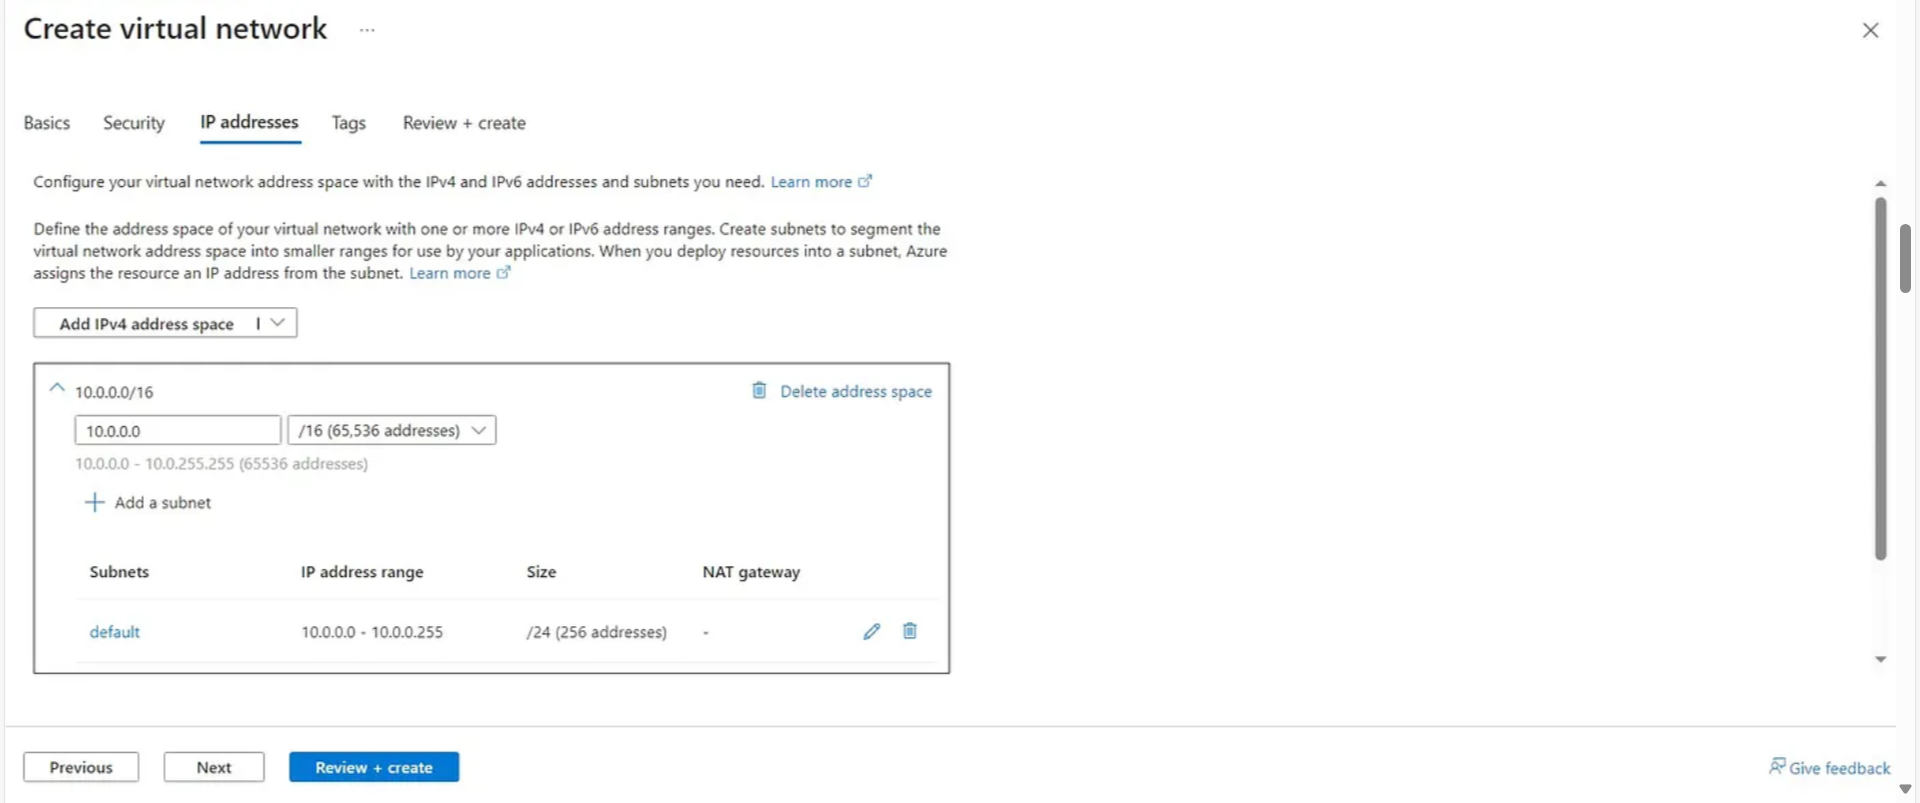 Create virtual network ...
Basics Security IP addresses Tags Review + create
Configure your virtual network address space with the IPv4 and IPv6 addresses and subnets you need. Learn more
Define the address space of your virtual network with one or more IPv4 or IPv6 address ranges. Create subnets to segment the
virtual network address space into smaller ranges for use by your applications. When you deploy resources into a subnet, Azure
assigns the resource an IP address from the subnet. Learn more
Add IPv4 address space |
10.0.0.0/16 Delete address space
10.0.0.0 /16 (65,536 addresses)
10.0.0.0 - 10.0.255.255 (65536 addresses)
+ Add a subnet
Subnets IP address range Size NAT gateway
default 10.0.0.0 - 10.0.0.255 /24 (256 addresses) -
Previous Next Review + create Give feedback